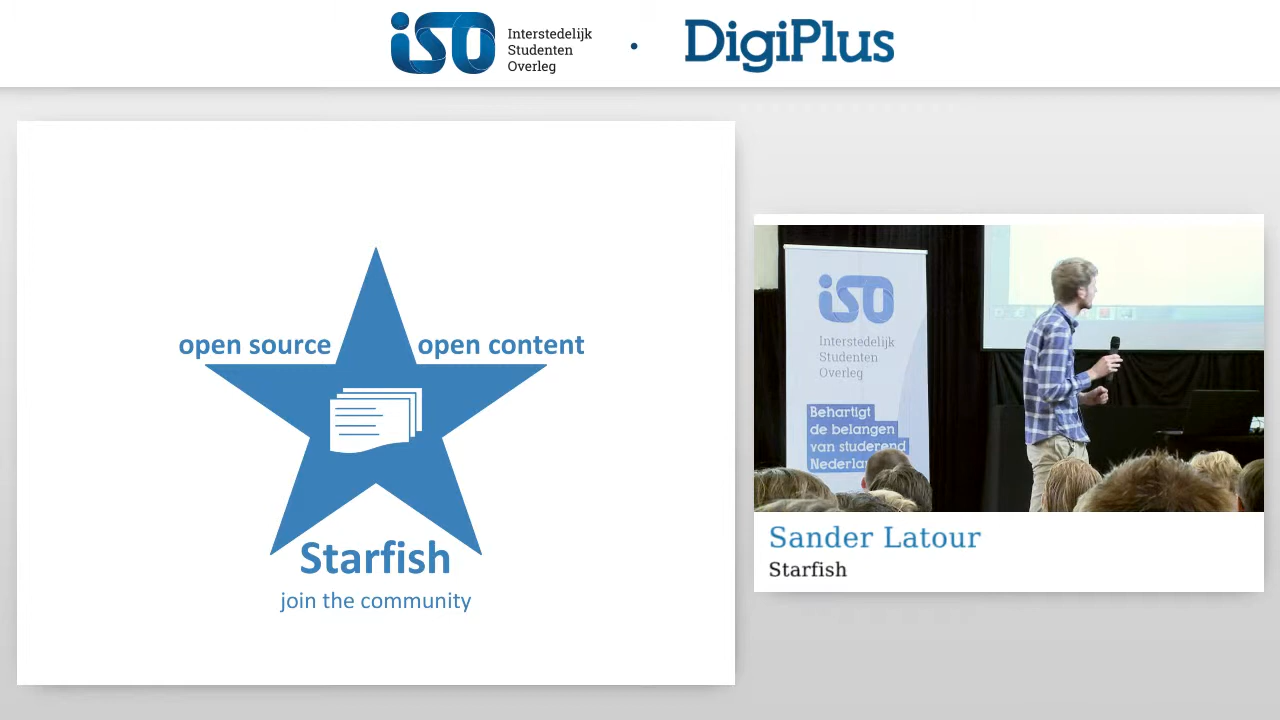 iso
Interstedelijk
Studenten
Overleg
DigiPlus
open source
open content
Starfish
join the community
iso
Interstedelijk
Studenten
Overleg
Behartigt
de belangen
van studerend
Sander Latour
Starfish